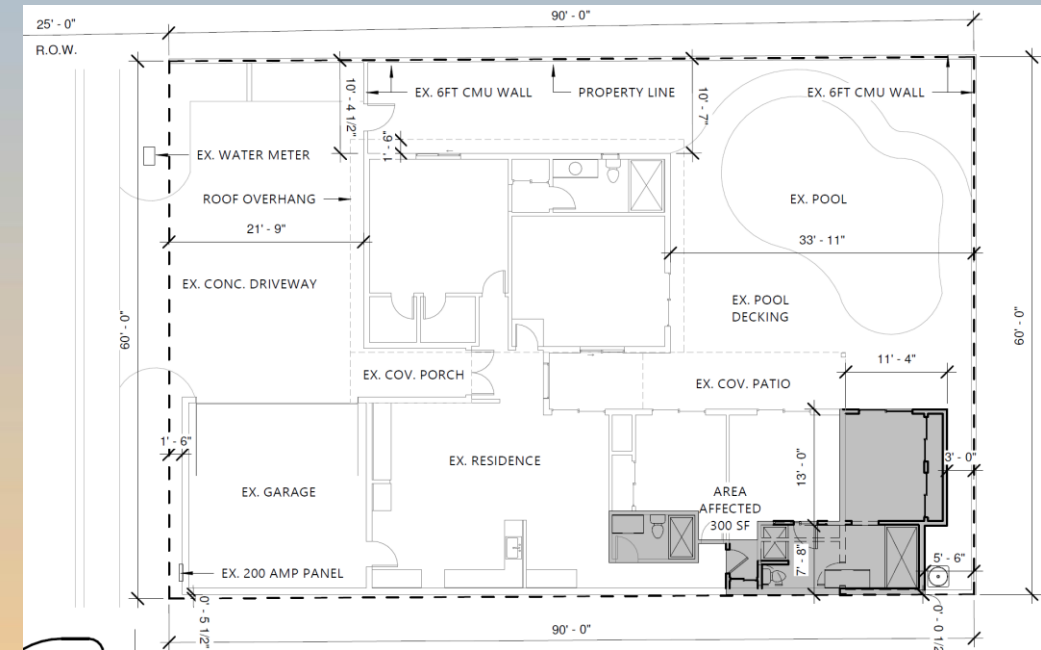 25' - 0"
90' - 0"
R.O.W.
EX. 6FT CMU WALL
PROPERTY LINE
EX. 6FT CMU WALL
10' - 4 1/2"
10' - 7"
1' - 6"
EX. WATER METER
ROOF OVERHANG
EX. POOL
21' - 9"
33' - 11"
EX. CONC. DRIVEWAY
EX. POOL
DECKING
60' - 0"
60' - 0"
11' - 4"
EX. COV. PORCH
EX. COV. PATIO
1' - 6"
EX. RESIDENCE
3' - 0"
13' - 0"
EX. GARAGE
AREA
AFFECTED
300 SF
7' - 8"
5' - 6"
EX. 200 AMP PANEL
0' - 5 1/2"
0' - 0 1/2"
90' - 0"